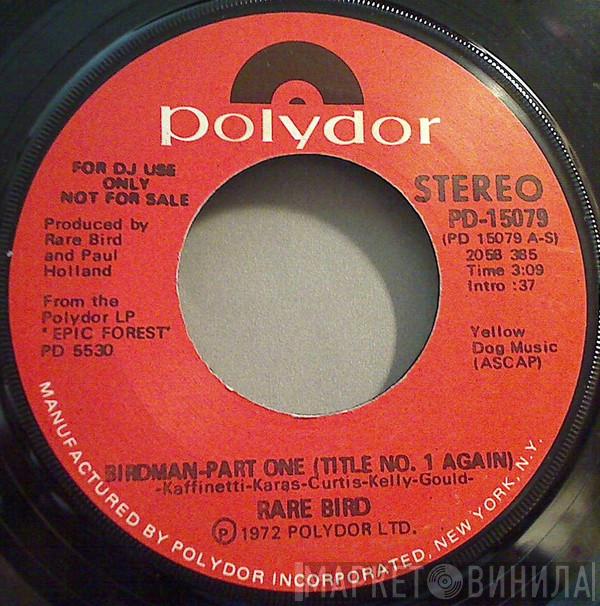 polydor
FOR DJ USE
ONLY
NOT FOR SALE
Produced by
Rare Bird
and Paul
Holland
From the
Polydor LP
"EPIC FOREST"
PD 5530
STEREO
PD-15079
(PD 15079 A-S)
2058 385
Time 3:09
Intro :37
Yellow
Dog Music
(ASCAP)
BIRDMAN-PART ONE (TITLE NO. 1 AGAIN)
-Kaffinetti-Karas-Curtis-Kelly-Gould-
RARE BIRD
℗ 1972 POLYDOR LTD.
MANUFACTURED BY POLYDOR INCORPORATED, NEW YORK, N.Y.
МАРКЕТ ВИНИЛА